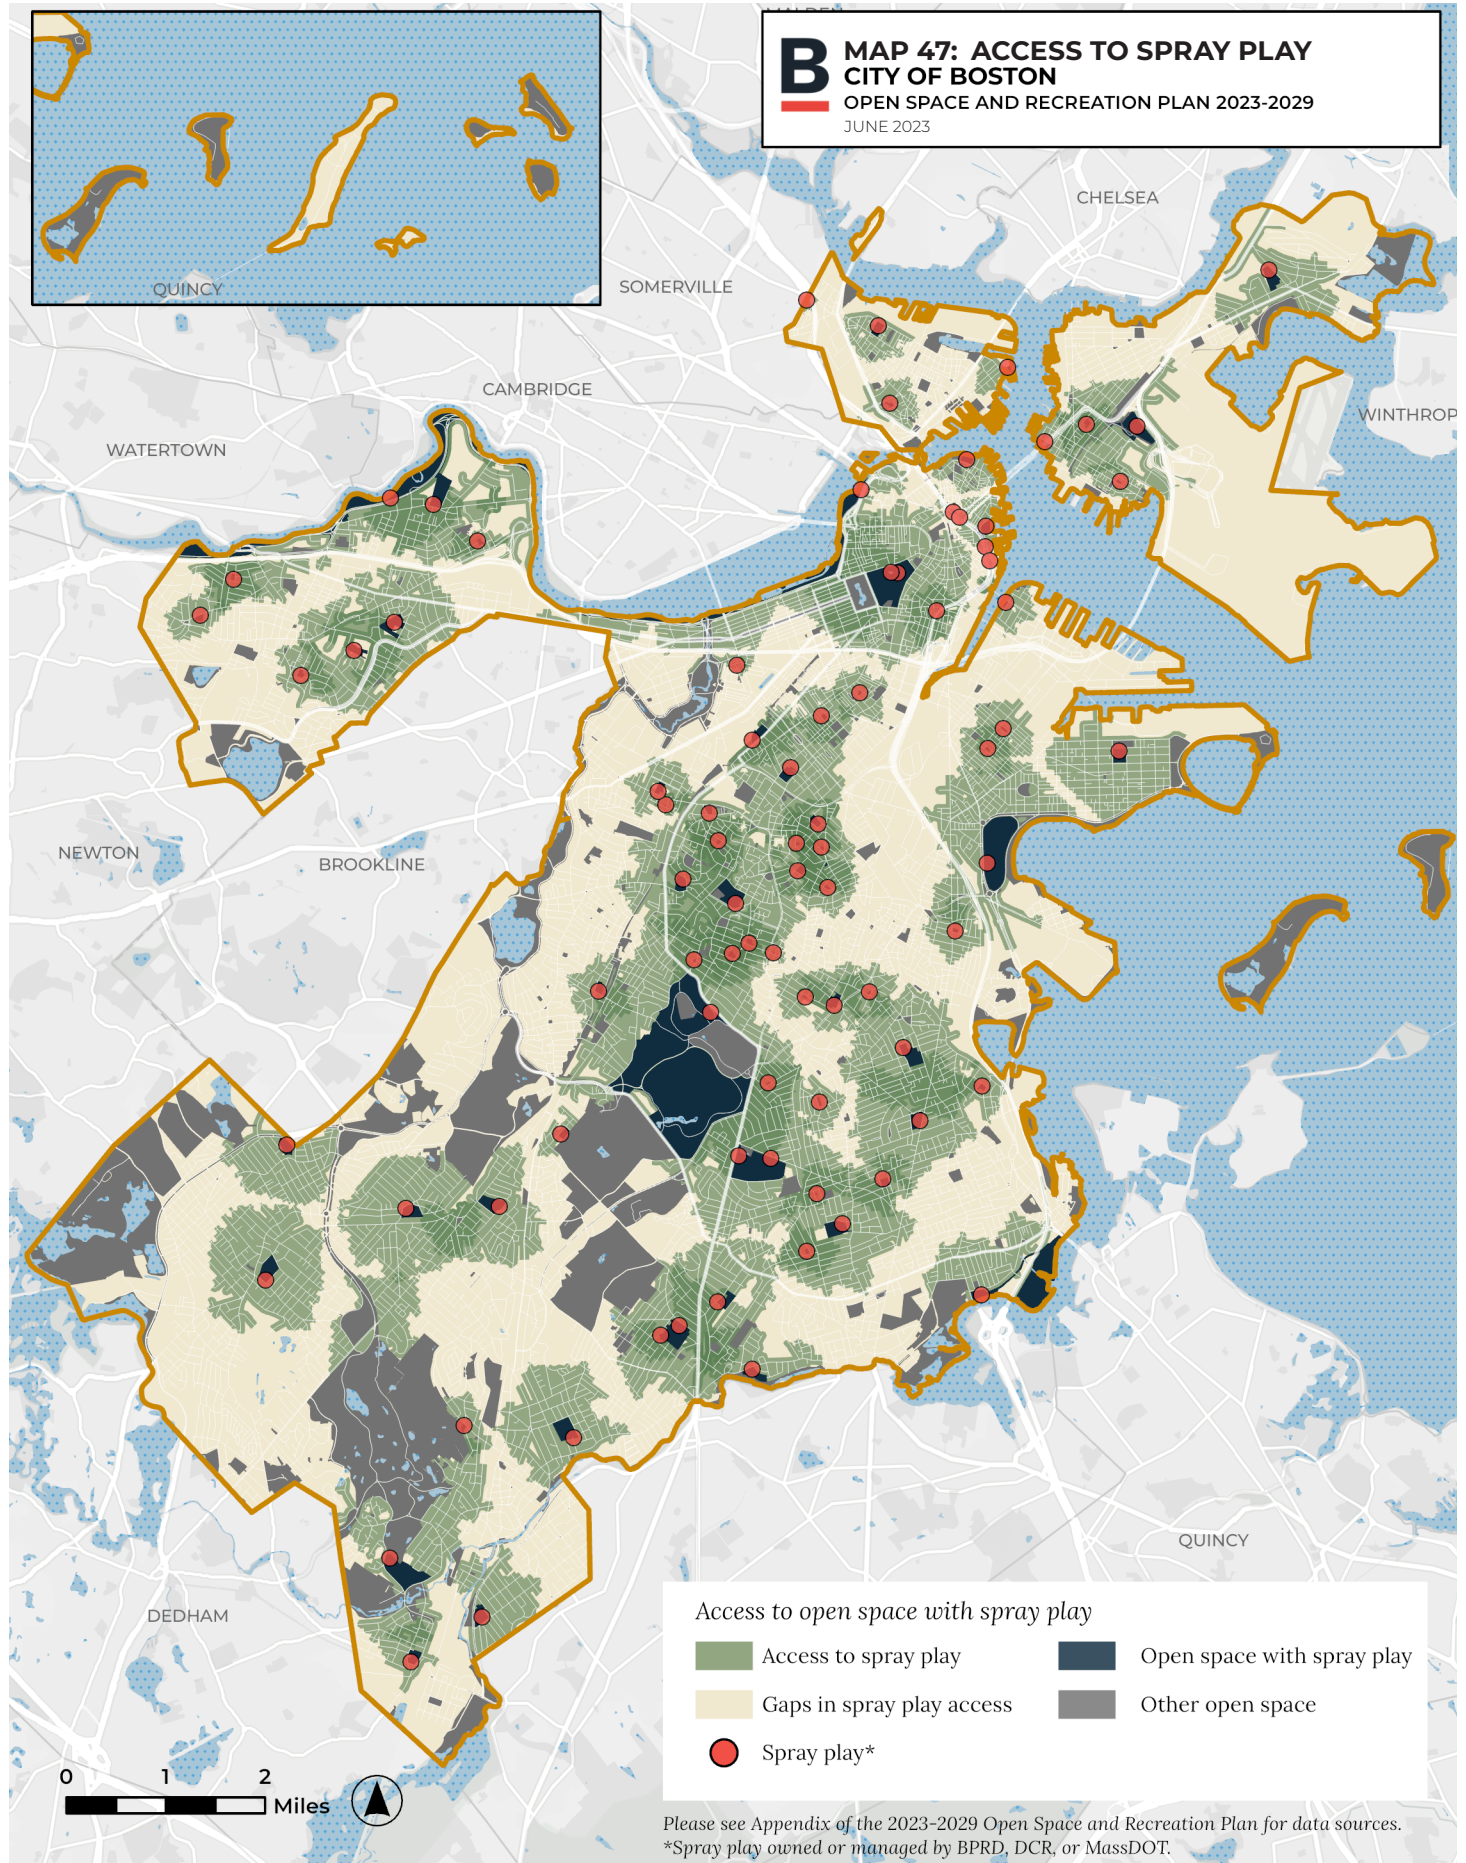 MALDEN
B
MAP 47: ACCESS TO SPRAY PLAY
CITY OF BOSTON
OPEN SPACE AND RECREATION PLAN 2023-2029
JUNE 2023
CHELSEA
QUINCY
SOMERVILLE
CAMBRIDGE
WINTHROP
WATERTOWN
NEWTON
BROOKLINE
QUINCY
DEDHAM
Access to open space with spray play
Access to spray play
Open space with spray play
Gaps in spray play access
Other open space
Spray play*
0 1 2
Miles
Please see Appendix of the 2023-2029 Open Space and Recreation Plan for data sources.
*Spray play owned or managed by BPRD, DCR, or MassDOT.